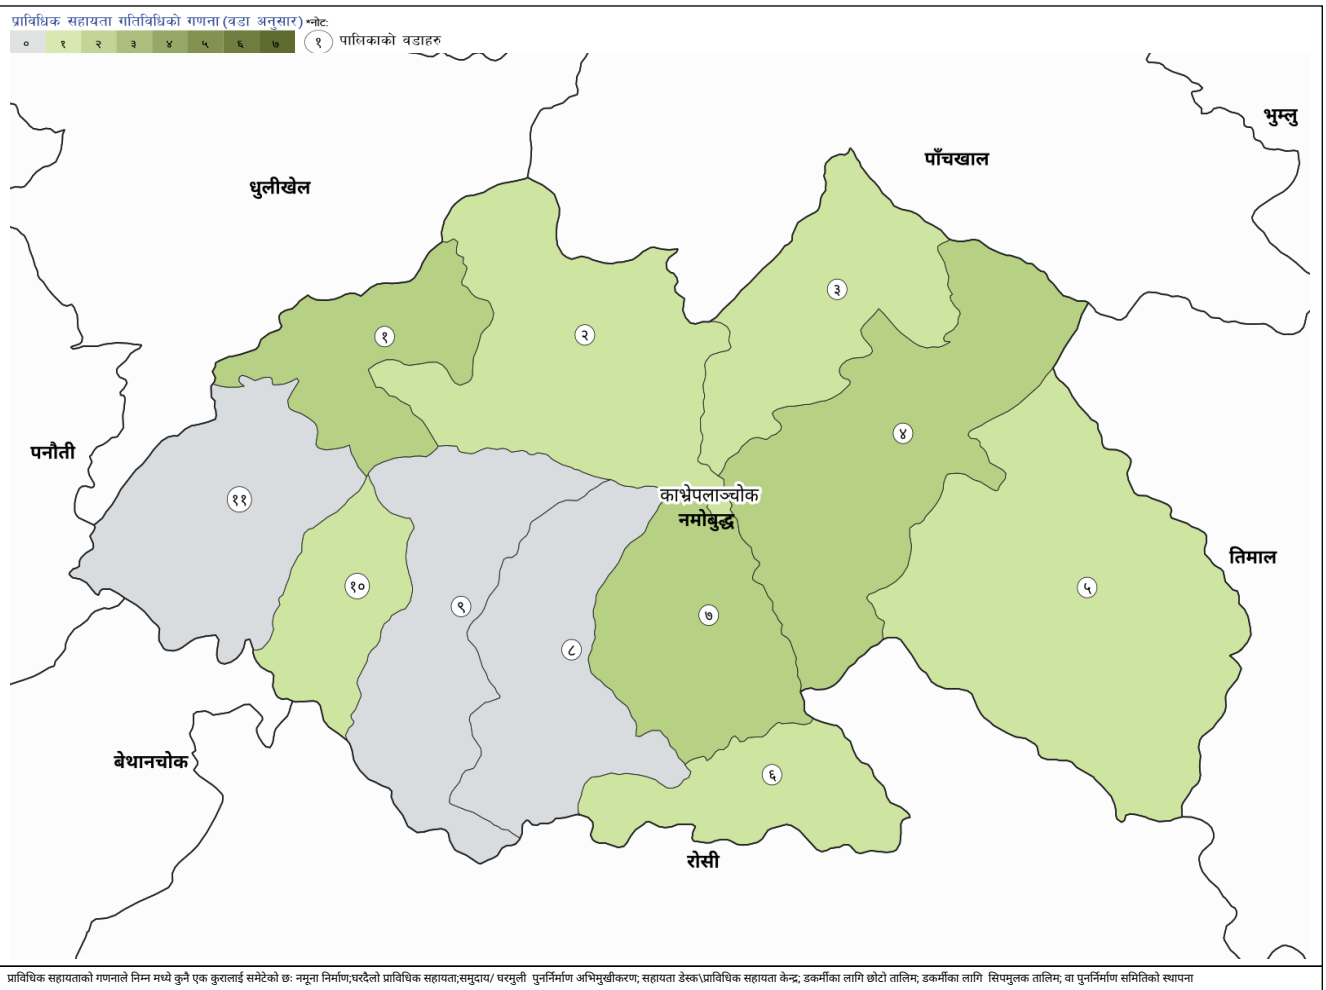 प्राविधिक सहायता गतिविधिको गणना (वडा अनुसार) *नोट:
० १ २ ३ ४ ५ ६ ७ १ पालिकाको वडाहरु
भुम्लु
पाँचखाल
धुलीखेल
३
१
२
४
पनौती
काभ्रेपलाञ्चोक
११
नमोबुद्ध
तिमाल
१०
५
९
७
८
बेथानचोक
६
रोसी
प्राविधिक सहायताको गणनाले निम्न मध्ये कुनै एक कुरालाई समेटेको छः नमूना निर्माण;घरदैलो प्राविधिक सहायता;समुदाय/ घरमुली पुनर्निर्माण अभिमुखीकरण; सहायता डेस्क\प्राविधिक सहायता केन्द्र; डकर्मीका लागि छोटो तालिम; डकर्मीका लागि सिपमुलक तालिम; वा पुनर्निर्माण समितिको स्थापना